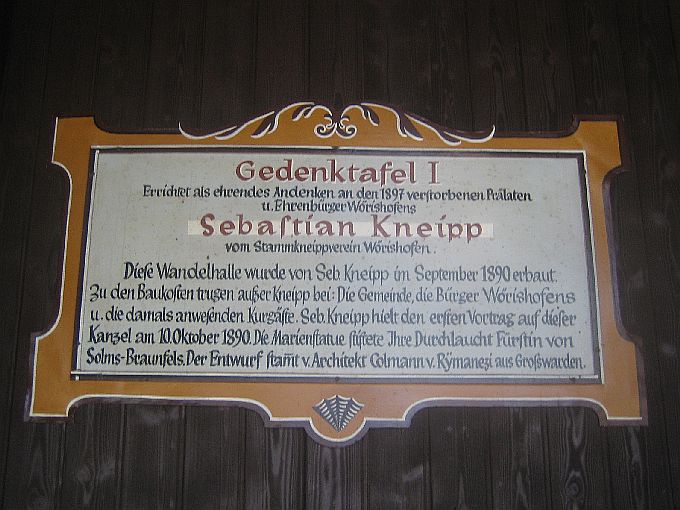 Gedenktafel I
Errichtet als ehrendes Andenken an den 1897 verstorbenen Prälaten
u. Ehrenbürger Wörishofens
Sebaſtian Kneipp
vom Stammkneippverein Wörishofen.
Dieſe Wandelhalle wurde von Seb. Kneipp im September 1890 erbaut.
Zu den Baukoſten trugen außer Kneipp bei: Die Gemeinde, die Bürger Wörishofens
u. die damals anweſenden Kurgäſte. Seb. Kneipp hielt den erſten Vortrag auf dieſer
Kanzel am 10. Oktober 1890. Die Marienſtatue ſtiftete Ihre Durchlaucht Fürſtin von
Solms-Braunfels. Der Entwurf ſtam̄t v. Architekt Colmann v. Rÿmanezi aus Groſswarden.